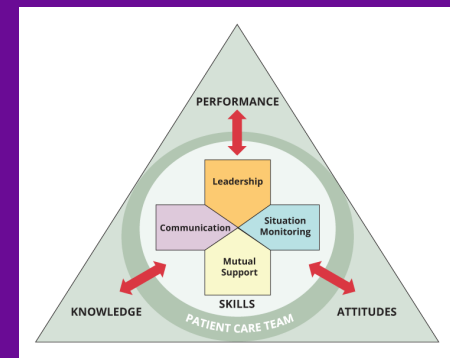 PERFORMANCE
Leadership
Communication
Situation
Monitoring
Mutual
Support
SKILLS
KNOWLEDGE
ATTITUDES
PATIENT CARE TEAM